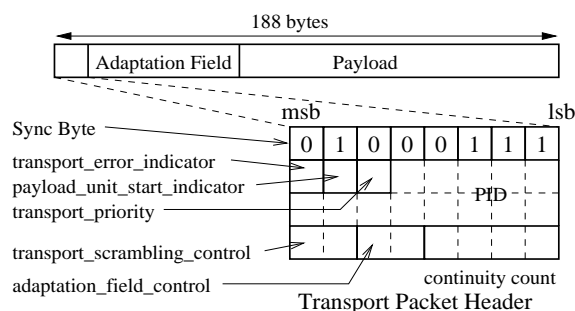 188 bytes
Adaptation Field Payload
msb lsb
Sync Byte
0 1 0 0 0 1 1 1
transport_error_indicator
payload_unit_start_indicator
PID
transport_priority
transport_scrambling_control
adaptation_field_control
continuity count
Transport Packet Header